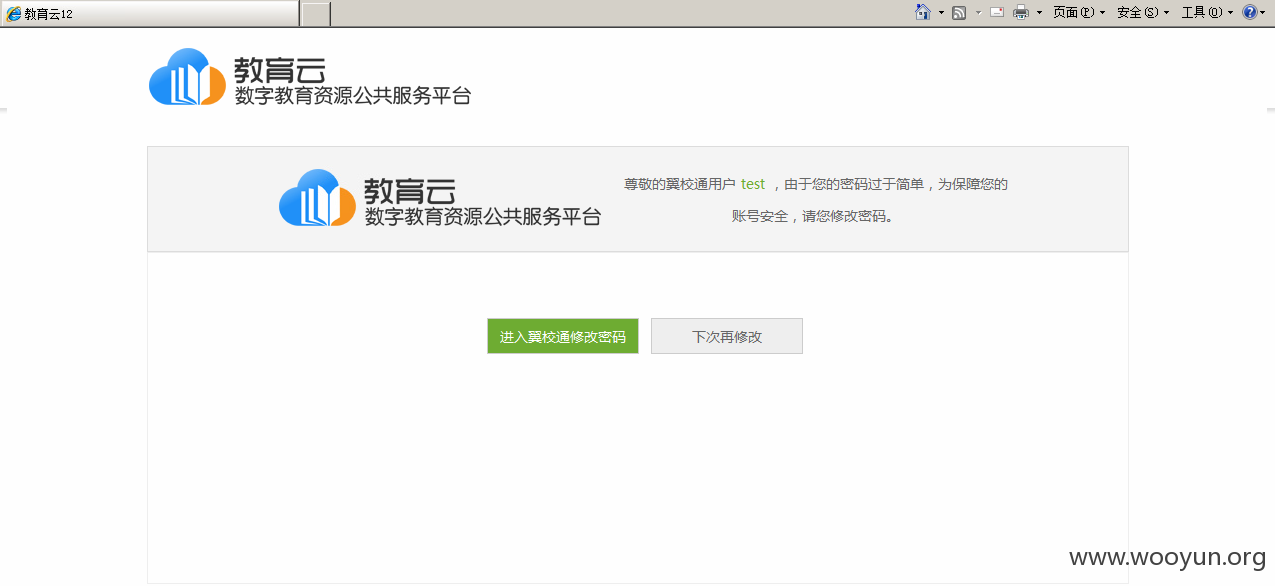 教育云12
页面(P) 安全(S) 工具(O)
教育云
数字教育资源公共服务平台
教育云
数字教育资源公共服务平台
尊敬的翼校通用户 test ，由于您的密码过于简单，为保障您的
账号安全，请您修改密码。
进入翼校通修改密码 下次再修改
www.wooyun.org